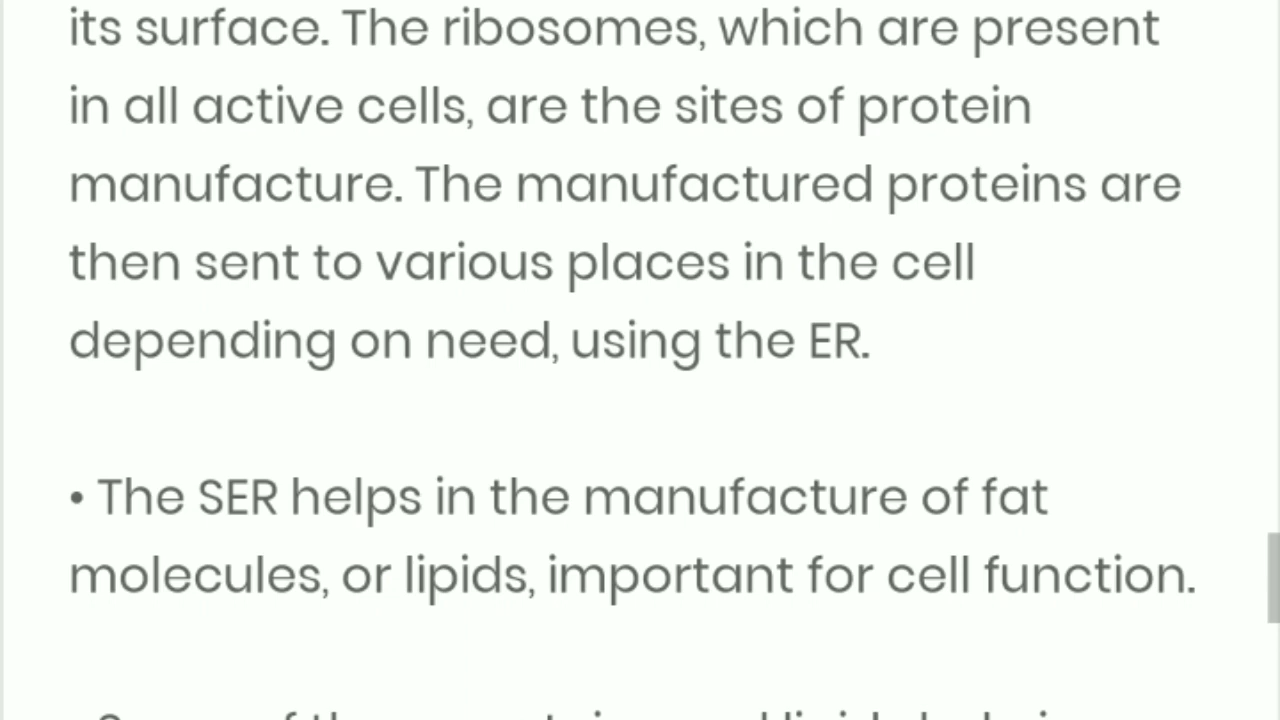 its surface. The ribosomes, which are present
in all active cells, are the sites of protein
manufacture. The manufactured proteins are
then sent to various places in the cell
depending on need, using the ER.
• The SER helps in the manufacture of fat
molecules, or lipids, important for cell function.